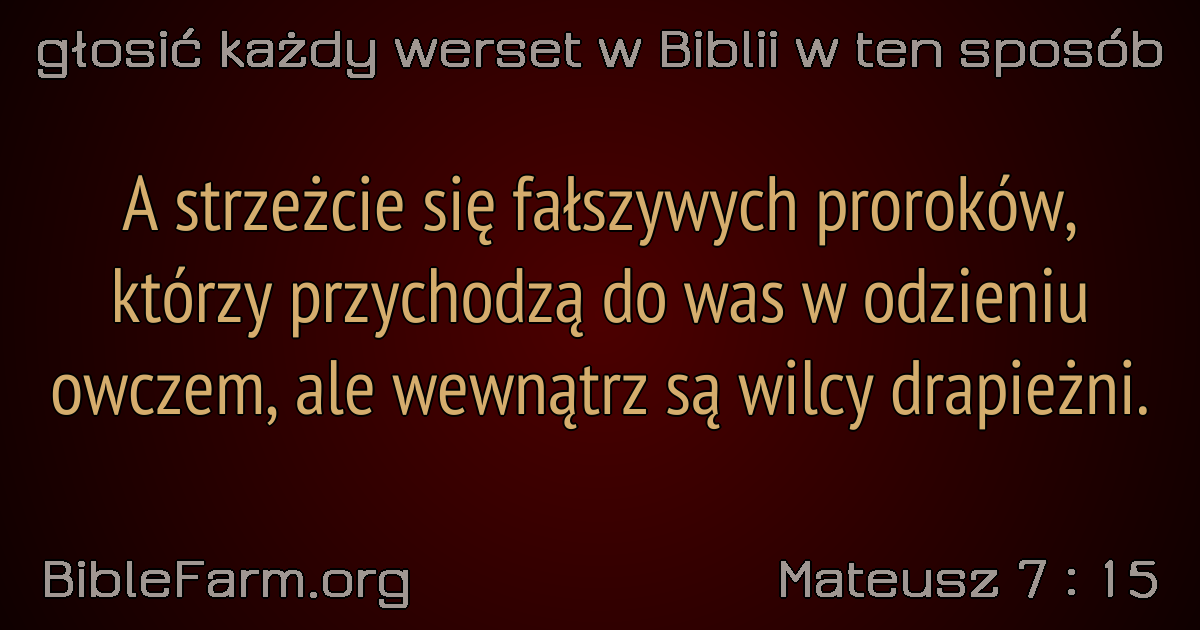 głosić każdy werset w Biblii w ten sposób
A strzeżcie się fałszywych proroków,
którzy przychodzą do was w odzieniu
owczem, ale wewnątrz są wilcy drapieżni.
BibleFarm.org
Mateusz 7 : 15